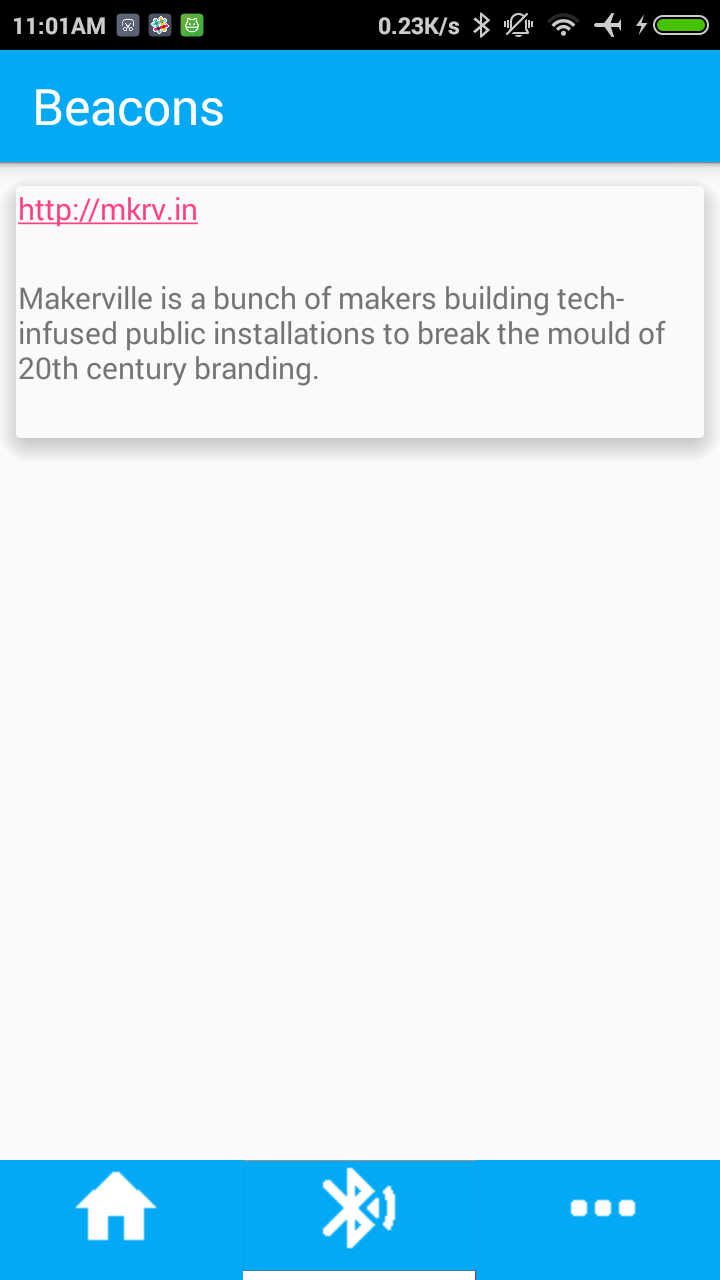 11:01AM 0.23K/s
Beacons
http://mkrv.in
Makerville is a bunch of makers building tech-
infused public installations to break the mould of
20th century branding.